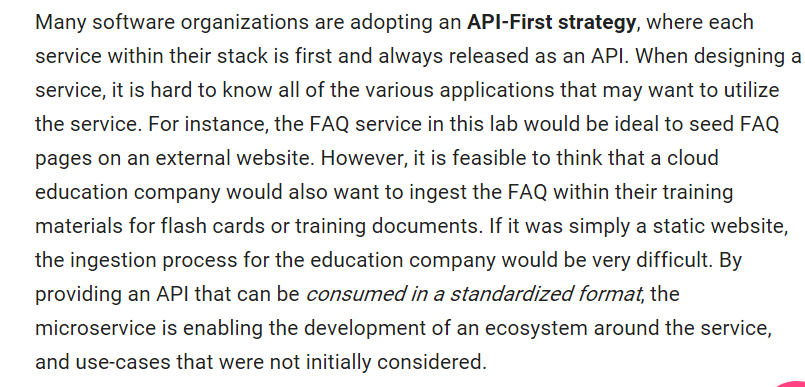 Many software organizations are adopting an API-First strategy, where each
service within their stack is first and always released as an API. When designing a
service, it is hard to know all of the various applications that may want to utilize
the service. For instance, the FAQ service in this lab would be ideal to seed FAQ
pages on an external website. However, it is feasible to think that a cloud
education company would also want to ingest the FAQ within their training
materials for flash cards or training documents. If it was simply a static website,
the ingestion process for the education company would be very difficult. By
providing an API that can be consumed in a standardized format, the
microservice is enabling the development of an ecosystem around the service,
and use-cases that were not initially considered.